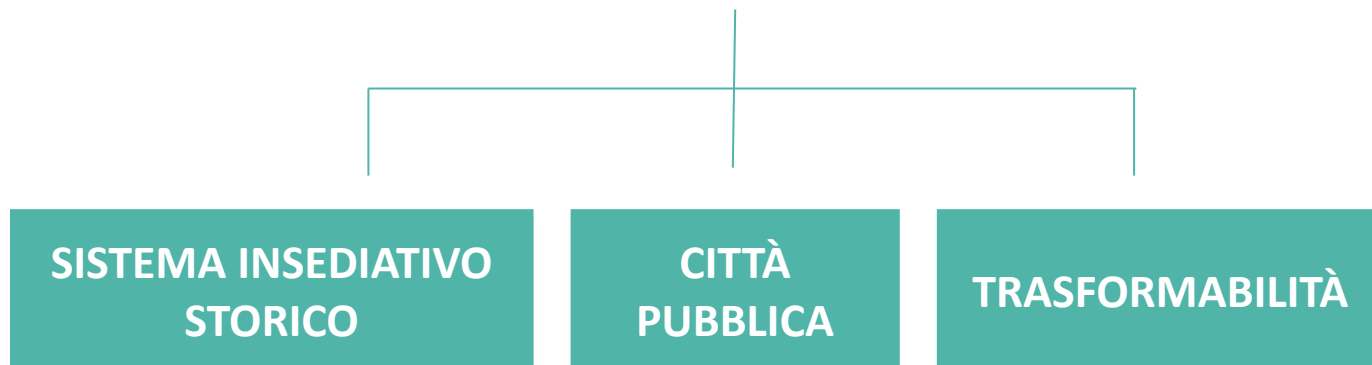 SISTEMA INSEDIATIVO
STORICO
CITTÀ
PUBBLICA
TRASFORMABILITÀ